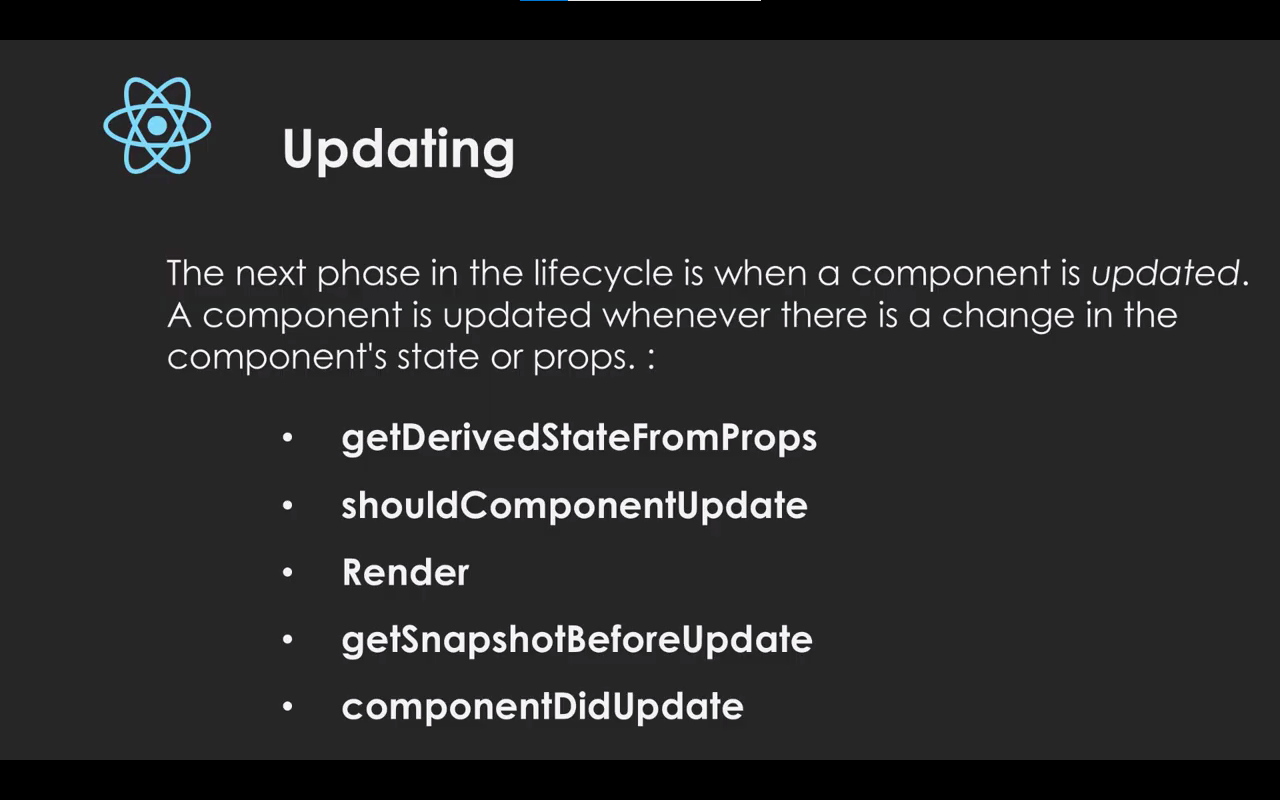 Updating
The next phase in the lifecycle is when a component is updated.
A component is updated whenever there is a change in the
component's state or props. :
• getDerivedStateFromProps
• shouldComponentUpdate
• Render
• getSnapshotBeforeUpdate
• componentDidUpdate